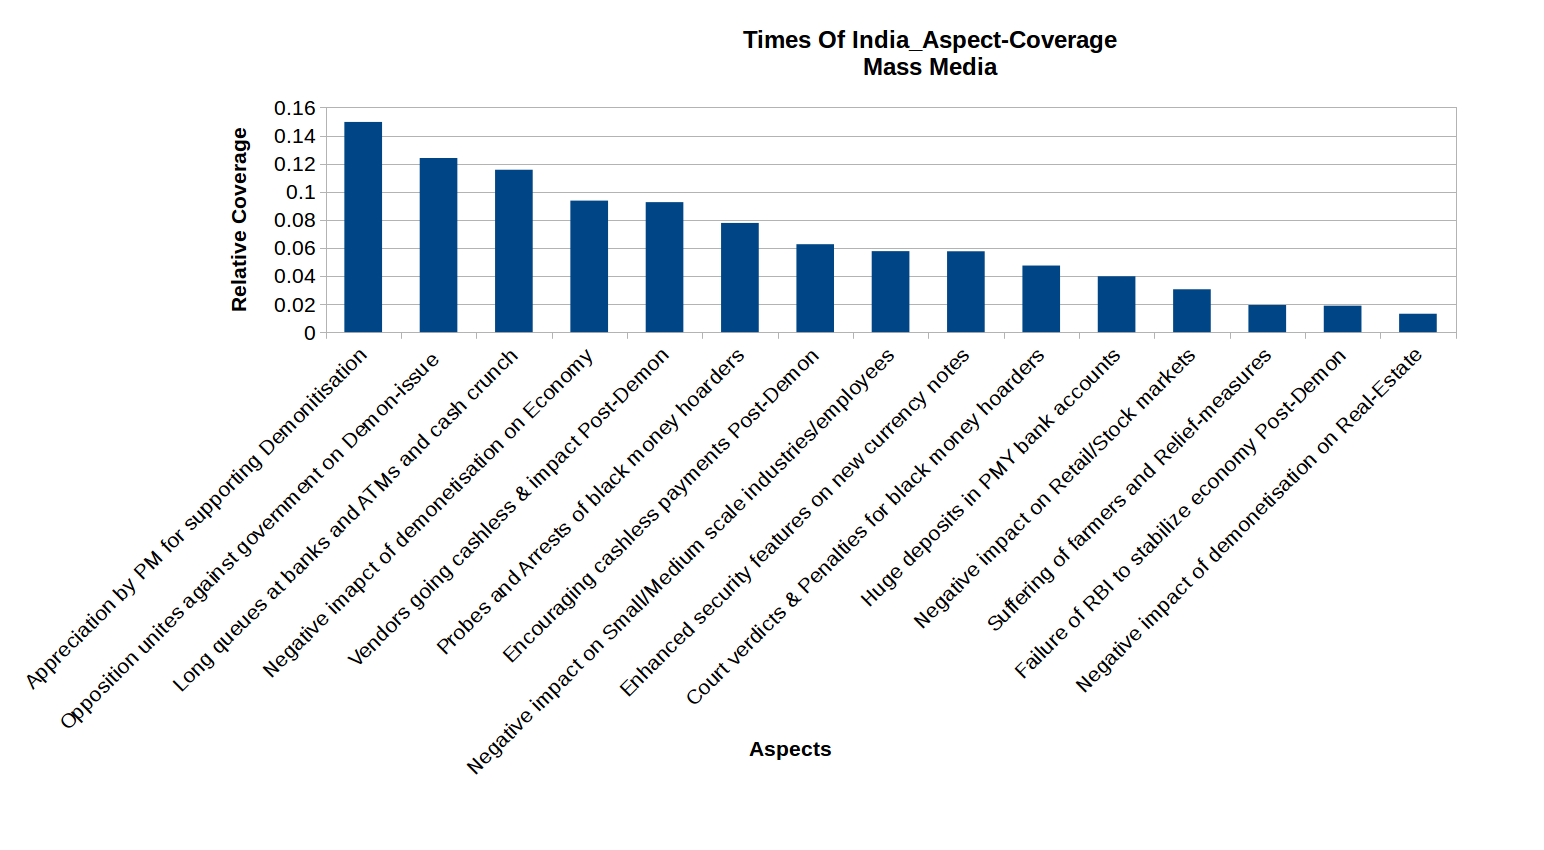 Times Of India_Aspect-Coverage
Mass Media
Relative Coverage
0.16
0.14
0.12
0.1
0.08
0.06
0.04
0.02
0
Appreciation by PM for supporting Demonitisation
Opposition unites against government on Demon-issue
Long queues at banks and ATMs and cash crunch
Negative imapct of demonetisation on Economy
Vendors going cashless & impact Post-Demon
Probes and Arrests of black money hoarders
Encouraging cashless payments Post-Demon
Negative impact on Small/Medium scale industries/employees
Enhanced security features on new currency notes
Court verdicts & Penalties for black money hoarders
Huge deposits in PMY bank accounts
Negative impact on Retail/Stock markets
Suffering of farmers and Relief-measures
Failure of RBI to stabilize economy Post-Demon
Negative impact of demonetisation on Real-Estate
Aspects